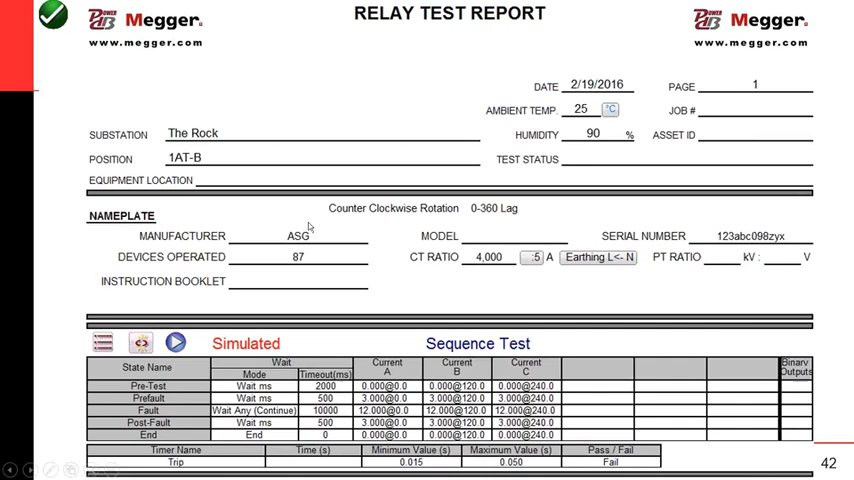 RELAY TEST REPORT
POWER DB Megger.
www.megger.com
POWER DB Megger.
www.megger.com
DATE 2/19/2016 PAGE 1
AMBIENT TEMP. 25 °C JOB #
SUBSTATION The Rock HUMIDITY 90 % ASSET ID
POSITION 1AT-B TEST STATUS
EQUIPMENT LOCATION
Counter Clockwise Rotation 0-360 Lag
NAMEPLATE
MANUFACTURER ASG MODEL SERIAL NUMBER 123abc098zyx
DEVICES OPERATED 87 CT RATIO 4,000 :5 A Earthing L<- N PT RATIO kV : V
INSTRUCTION BOOKLET
Simulated Sequence Test
State Name Wait Current A Current B Current C Binary Outputs
Mode Timeout(ms)
Pre-Test Wait ms 2000 0.000@0.0 0.000@120.0 0.000@240.0
Prefault Wait ms 500 3.000@0.0 3.000@120.0 3.000@240.0
Fault Wait Any (Continue) 10000 12.000@0.0 12.000@120.0 12.000@240.0
Post-Fault Wait ms 500 3.000@0.0 3.000@120.0 3.000@240.0
End End 0 0.000@0.0 0.000@120.0 0.000@240.0
Timer Name Time (s) Minimum Value (s) Maximum Value (s) Pass / Fail
Trip 0.015 0.050 Fail
42